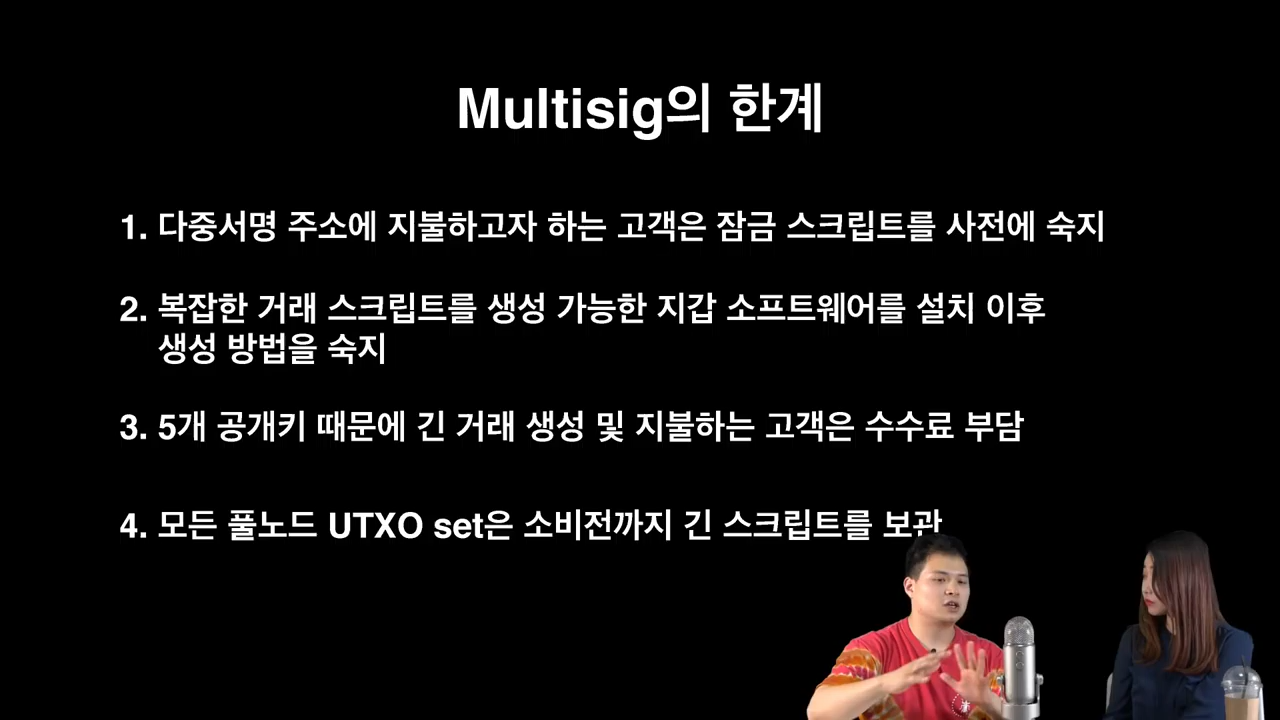 Multisig의 한계
1. 다중서명 주소에 지불하고자 하는 고객은 잠금 스크립트를 사전에 숙지
2. 복잡한 거래 스크립트를 생성 가능한 지갑 소프트웨어를 설치 이후
생성 방법을 숙지
3. 5개 공개키 때문에 긴 거래 생성 및 지불하는 고객은 수수료 부담
4. 모든 풀노드 UTXO set은 소비전까지 긴 스크립트를 보관